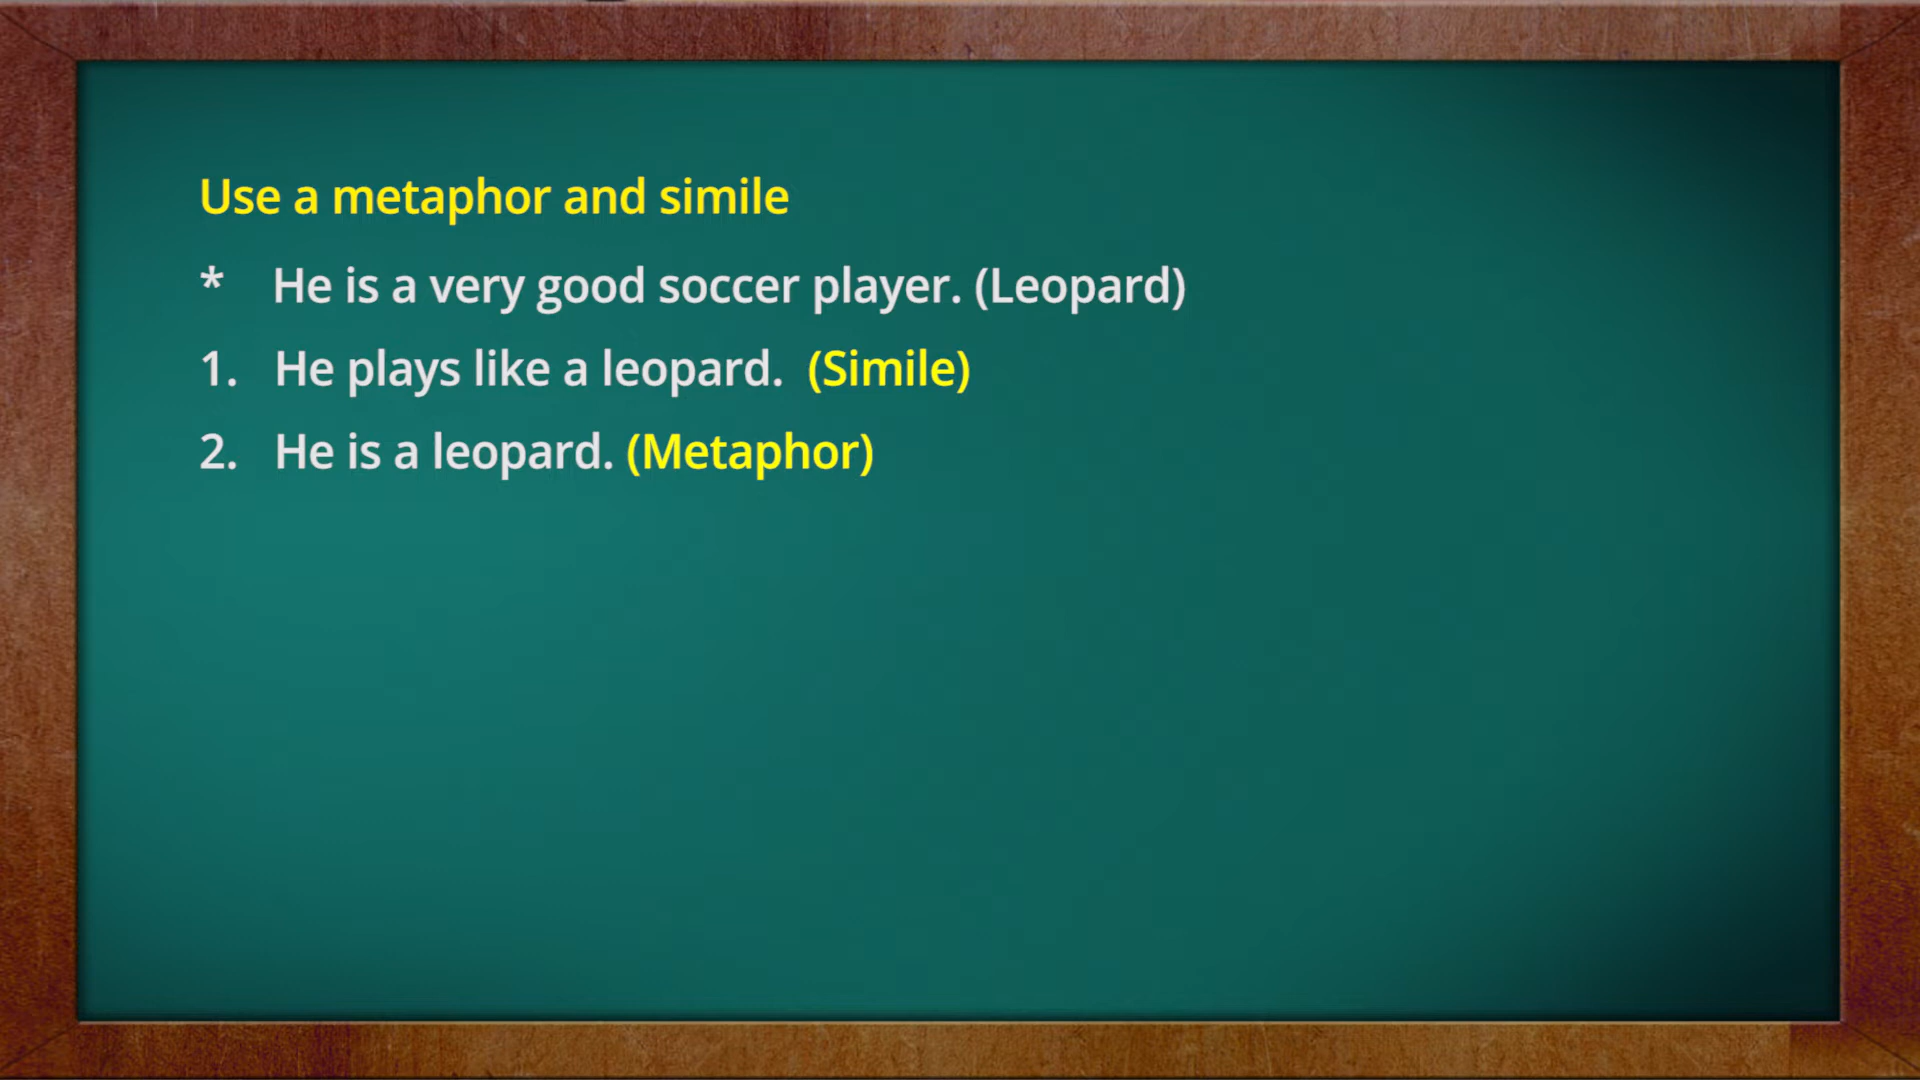 Use a metaphor and simile
* He is a very good soccer player. (Leopard)
1. He plays like a leopard. (Simile)
2. He is a leopard. (Metaphor)